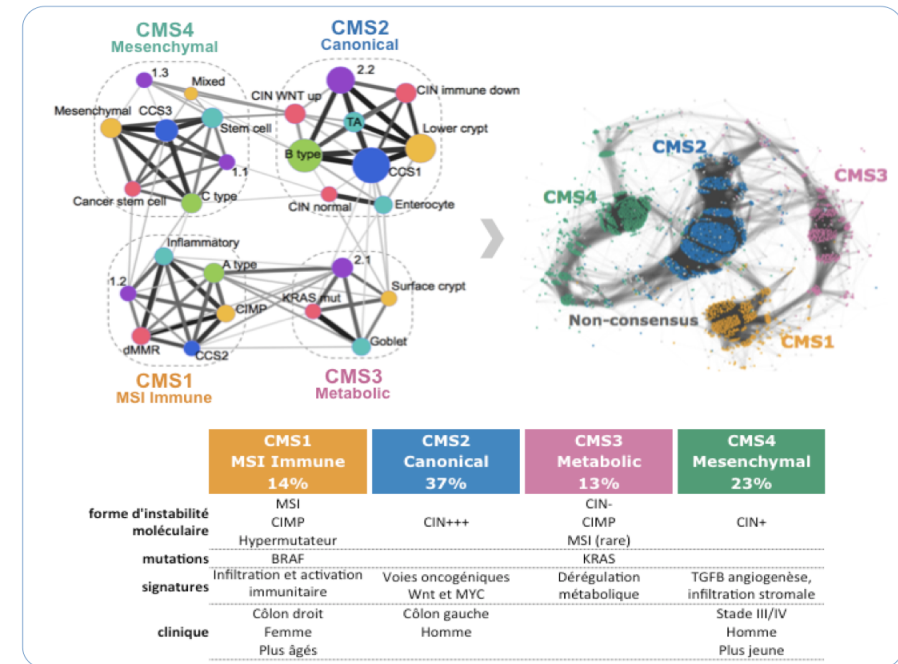 CMS4
Mesenchymal
CMS2
Canonical
1.3
Mixed
Mesenchymal
CCS3
Stem cell
1.1
Cancer stem cell
C type
2.2
CIN WNT up
CIN immune down
TA
Lower crypt
B type
CCS1
CIN normal
Enterocyte
Inflammatory
A type
1.2
CIMP
dMMR
CCS2
2.1
Surface crypt
KRAS mut
Goblet
CMS1
MSI Immune
CMS3
Metabolic
CMS2
CMS3
CMS4
Non-consensus
CMS1
CMS1 CMS2 CMS3 CMS4
MSI Immune Canonical Metabolic Mesenchymal
14% 37% 13% 23%
forme d'instabilité moléculaire
MSI
CIMP
Hypermutateur
CIN+++
CIN-
CIMP
MSI (rare)
CIN+
mutations
BRAF
KRAS
signatures
Infiltration et activation
immunitaire
Voies oncogéniques
Wnt et MYC
Dérégulation
métabolique
TGFB angiogenèse,
infiltration stromale
clinique
Côlon droit
Femme
Plus âgés
Côlon gauche
Homme
Stade III/IV
Homme
Plus jeune